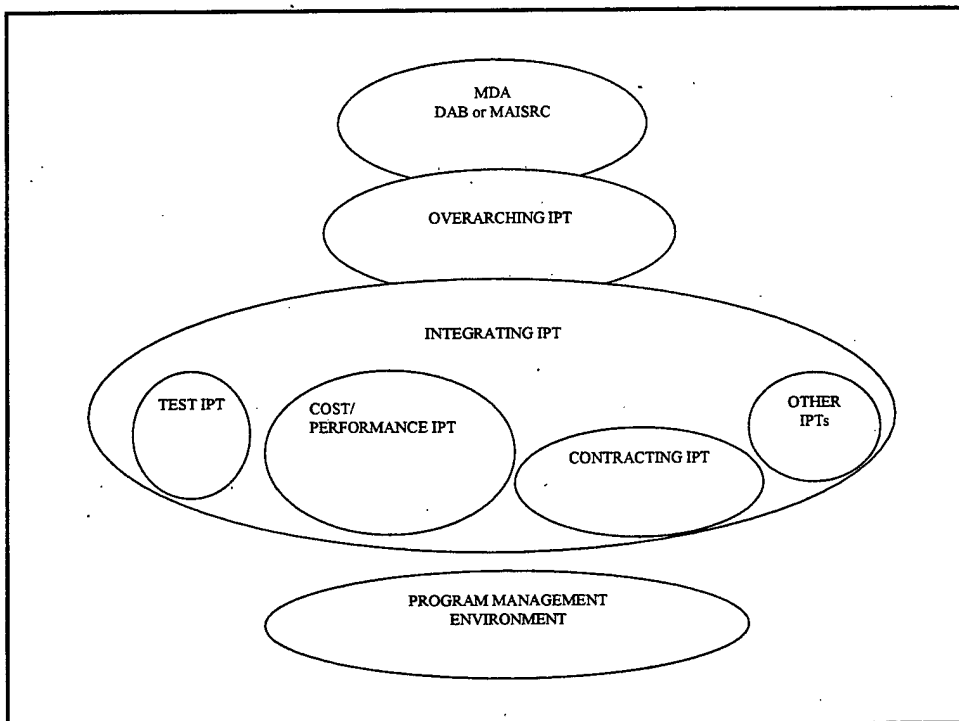 MDA
DAB or MAISRC
OVERARCHING IPT
INTEGRATING IPT
TEST IPT
COST/
PERFORMANCE IPT
CONTRACTING IPT
OTHER
IPTs
PROGRAM MANAGEMENT
ENVIRONMENT